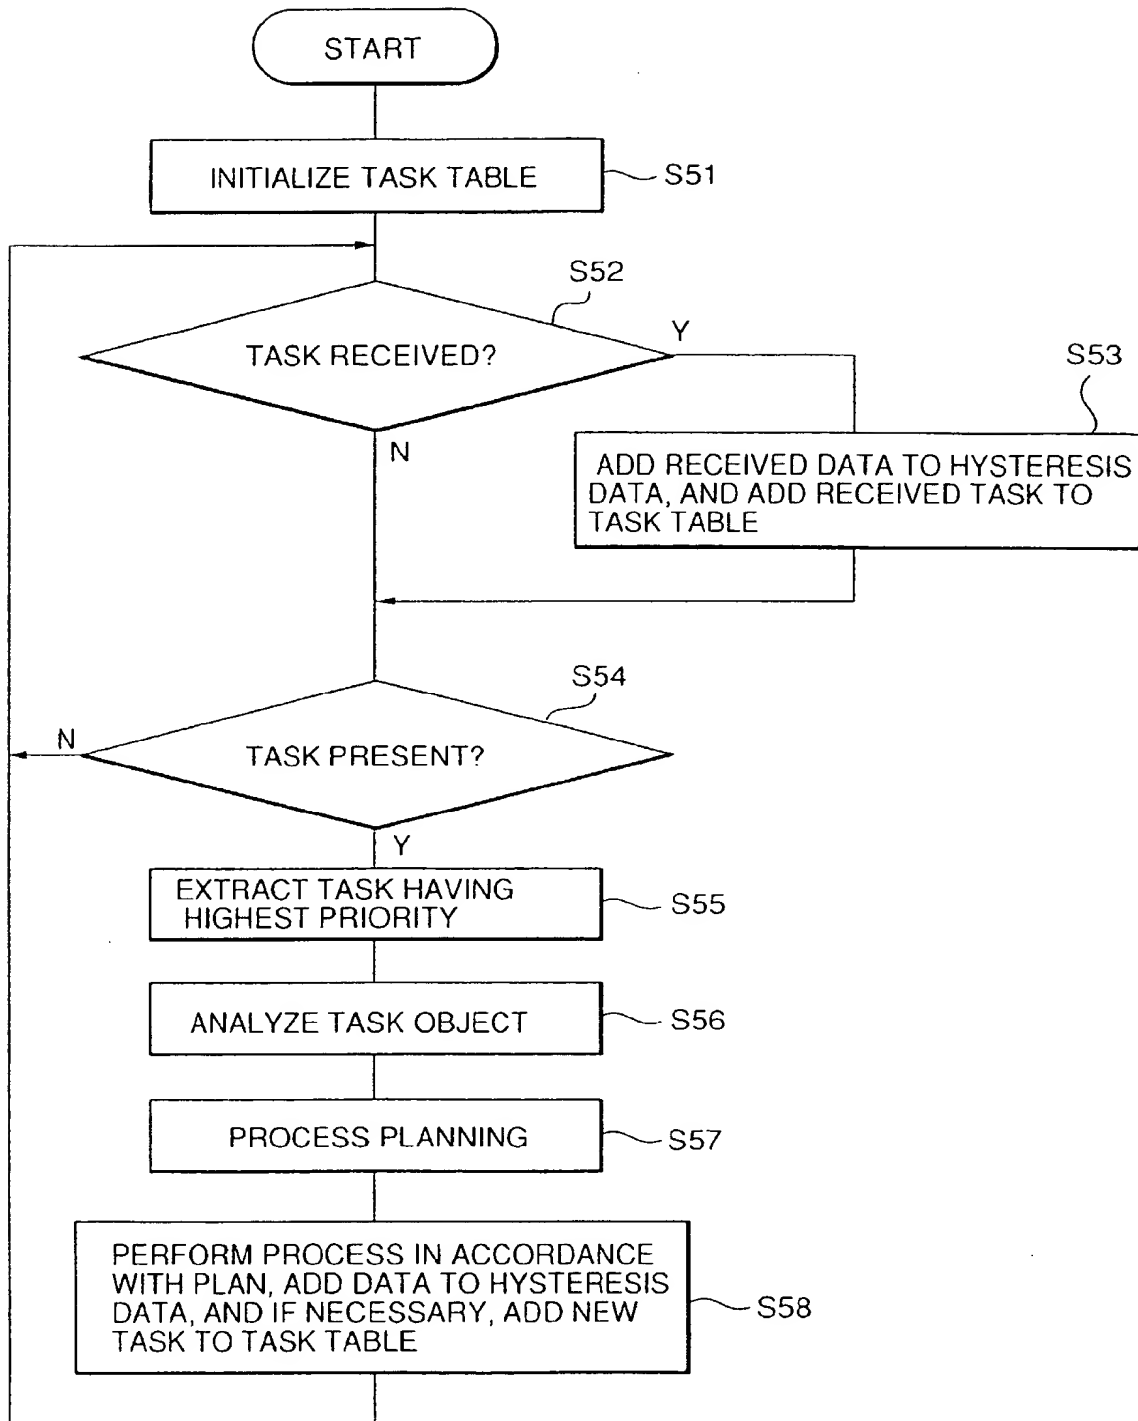 START
INITIALIZE TASK TABLE
S51
S52
TASK RECEIVED?
Y
N
S53
ADD RECEIVED DATA TO HYSTERESIS
DATA, AND ADD RECEIVED TASK TO
TASK TABLE
S54
TASK PRESENT?
N
Y
EXTRACT TASK HAVING
HIGHEST PRIORITY
S55
ANALYZE TASK OBJECT
S56
PROCESS PLANNING
S57
PERFORM PROCESS IN ACCORDANCE
WITH PLAN, ADD DATA TO HYSTERESIS
DATA, AND IF NECESSARY, ADD NEW
TASK TO TASK TABLE
S58